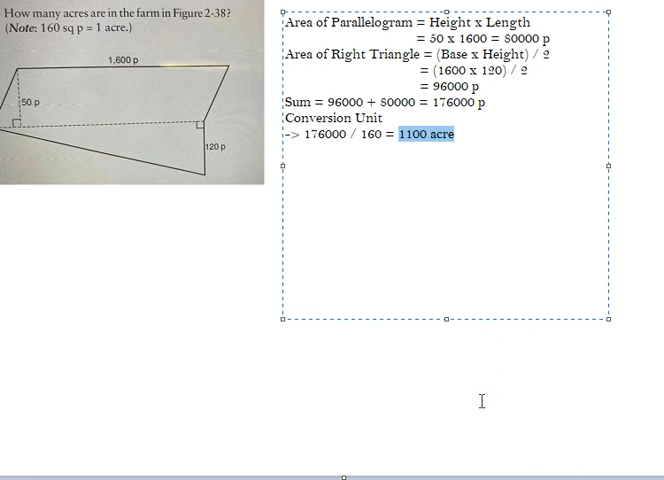 How many acres are in the farm in Figure 2-38?
(Note: 160 sq p = 1 acre.)
1,600 p
50 p
120 p
Area of Parallelogram = Height x Length
= 50 x 1600 = 80000 p
Area of Right Triangle = (Base x Height) / 2
= (1600 x 120) / 2
= 96000 p
Sum = 96000 + 80000 = 176000 p
Conversion Unit
-> 176000 / 160 = 1100 acre